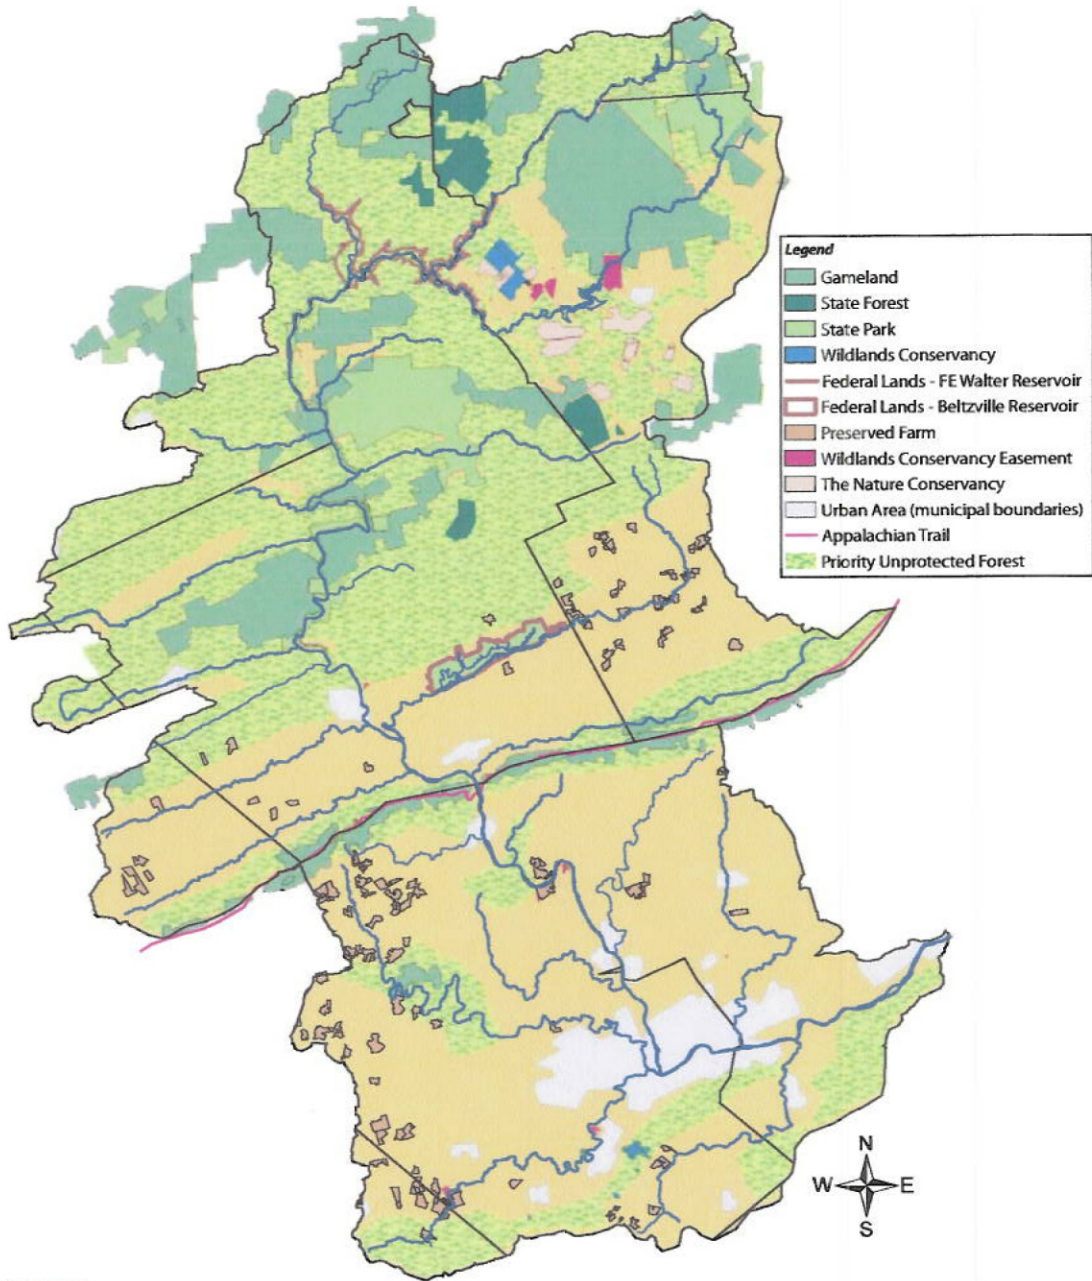 Legend
Gameland
State Forest
State Park
Wildlands Conservancy
Federal Lands - FE Walter Reservoir
Federal Lands - Beltzville Reservoir
Preserved Farm
Wildlands Conservancy Easement
The Nature Conservancy
Urban Area (municipal boundaries)
Appalachian Trail
Priority Unprotected Forest
N
W E
S